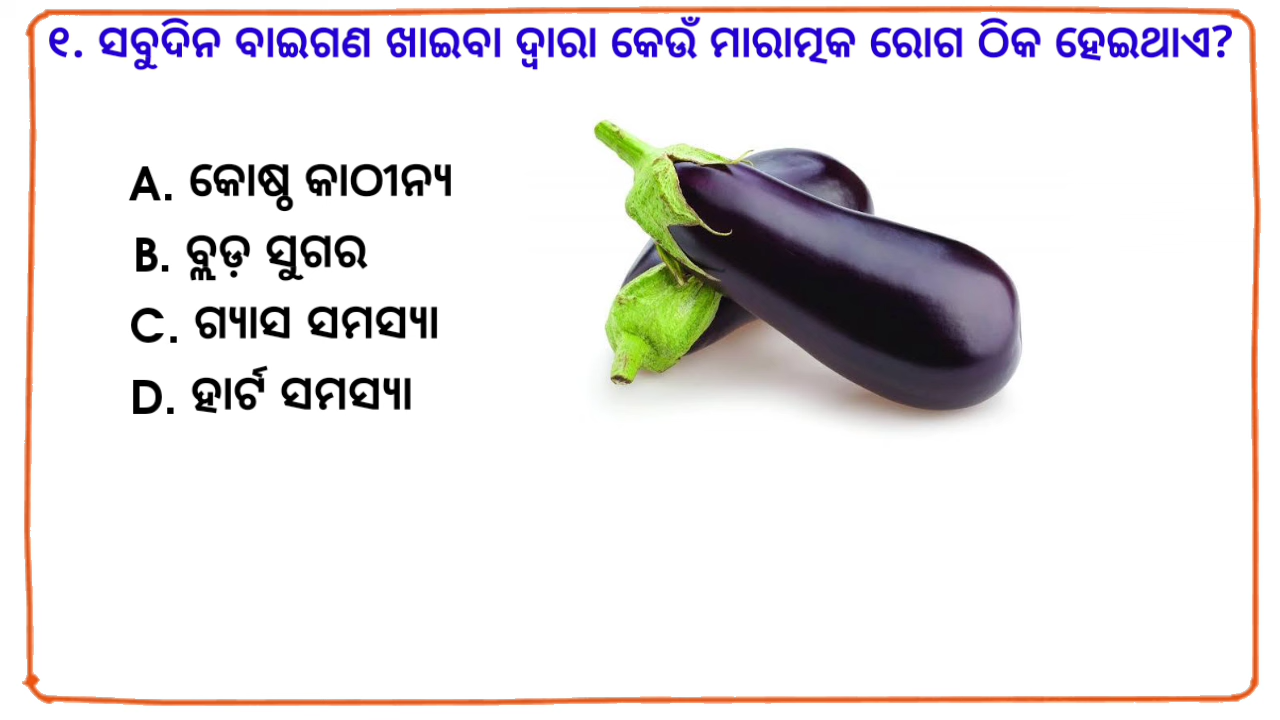 ୧. ସବୁଦିନ ବାଇଗଣ ଖାଇବା ଦ୍ୱାରା କେଉଁ ମାରାତ୍ମକ ରୋଗ ଠିକ ହେଇଥାଏ?
A. କୋଷ୍ଠ କାଠୀନ୍ୟ
B. ବ୍ଲଡ଼ ସୁଗର
C. ଗ୍ୟାସ ସମସ୍ୟା
D. ହାର୍ଟ ସମସ୍ୟା